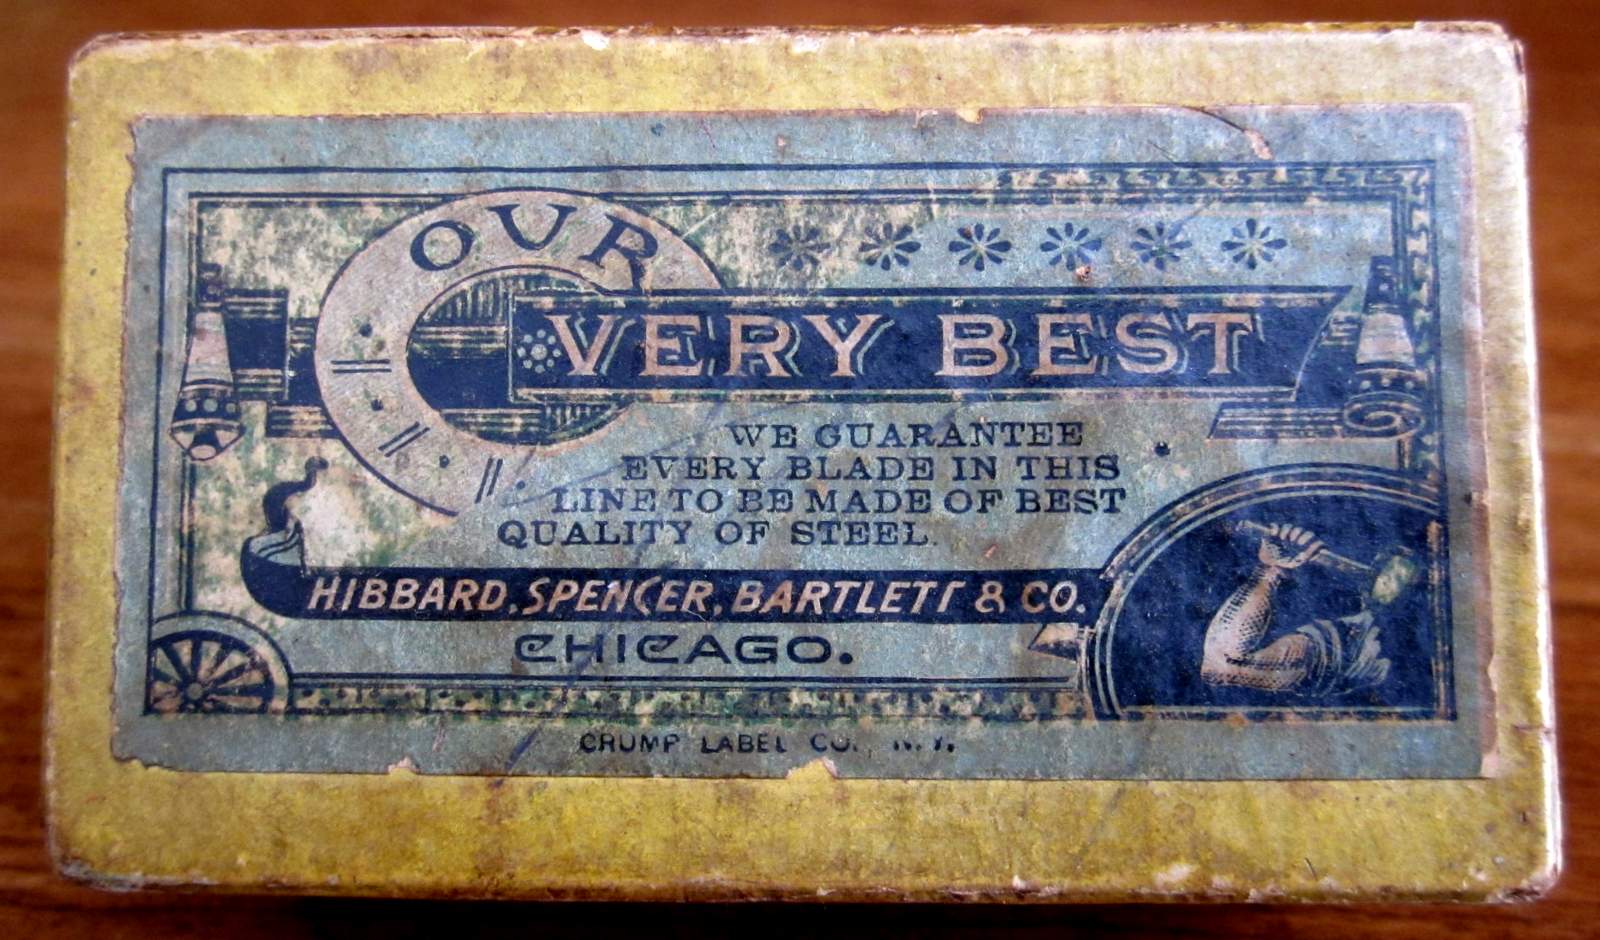 OUR
VERY BEST
WE GUARANTEE
EVERY BLADE IN THIS
LINE TO BE MADE OF BEST
QUALITY OF STEEL.
HIBBARD, SPENCER, BARTLETT & CO.
CHICAGO.
CRUMP LABEL CO., N.Y.